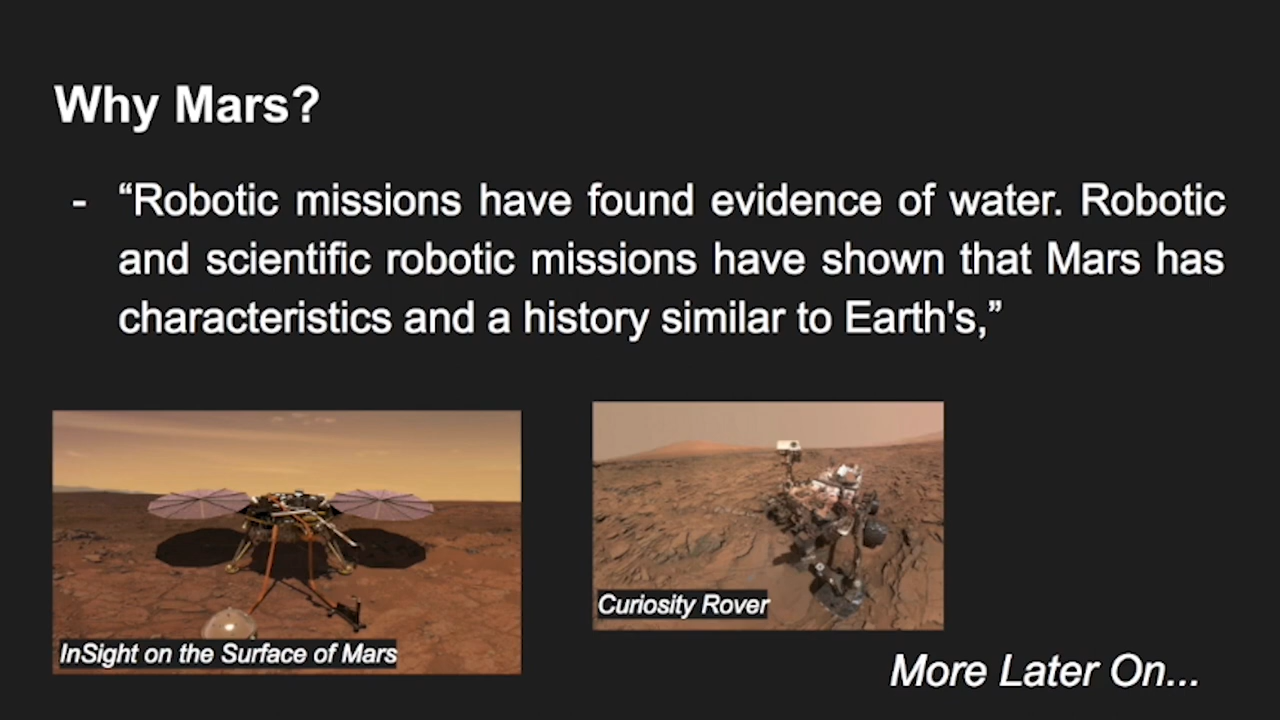 Why Mars?
- “Robotic missions have found evidence of water. Robotic
and scientific robotic missions have shown that Mars has
characteristics and a history similar to Earth's,”
Curiosity Rover
InSight on the Surface of Mars
More Later On...